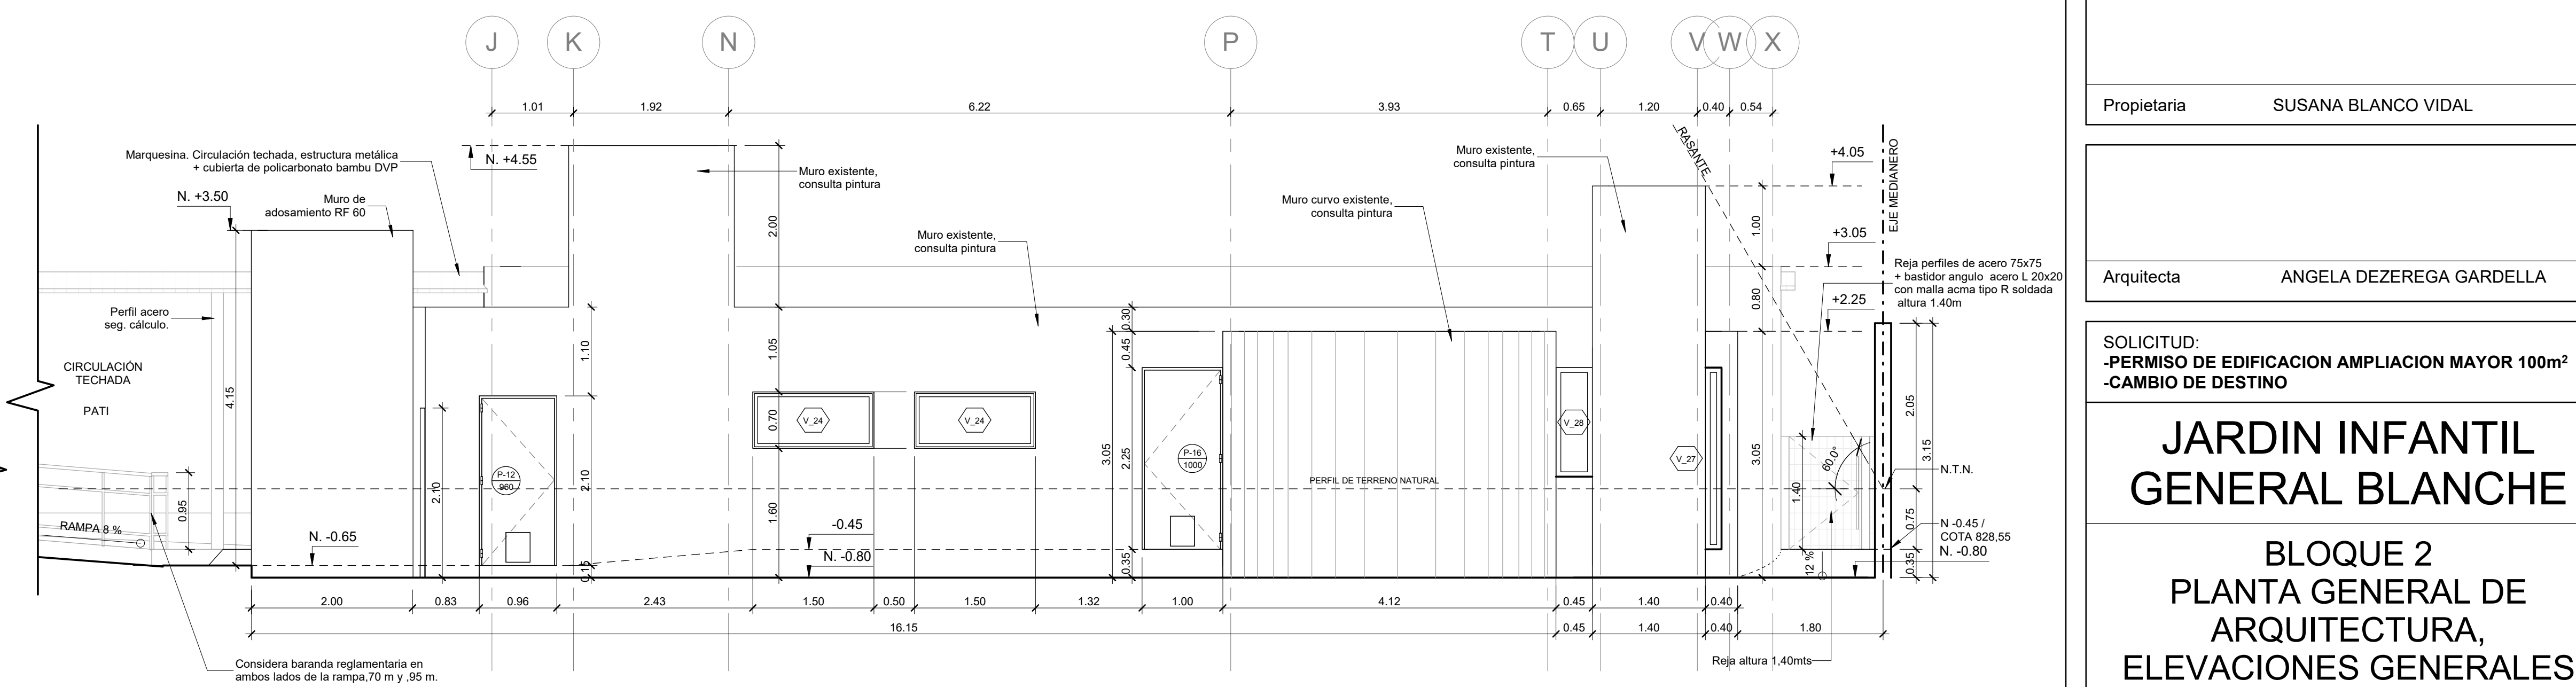 J
K
N
P
T
U
V
W
X
1.01
1.92
6.22
3.93
0.65
1.20
0.40
0.54
Marquesina. Circulación techada, estructura metálica
+ cubierta de policarbonato bambu DVP
N. +4.55
N. +3.50
Muro de
adosamiento RF 60
Muro existente,
consulta pintura
Muro existente,
consulta pintura
Muro curvo existente,
consulta pintura
Muro existente,
consulta pintura
RASANTE
+4.05
+3.05
+2.25
EJE MEDIANERO
Reja perfiles de acero 75x75
+ bastidor angulo acero L 20x20
con malla acma tipo R soldada
altura 1.40m
Perfil acero
seg. cálculo.
CIRCULACIÓN
TECHADA
PATI
4.15
2.00
1.10
1.05
0.30
0.45
1.00
0.80
0.70
2.10
2.10
1.60
0.15
3.05
2.25
0.35
3.05
2.05
3.15
0.75
0.35
0.95
RAMPA 8 %
N. -0.65
P-12
960
V_24
V_24
P-16
1000
V_28
V_27
PERFIL DE TERRENO NATURAL
-0.45
N. -0.80
60.0°
1.40
12 %
N.T.N.
N -0.45 /
COTA 828,55
N. -0.80
2.00
0.83
0.96
2.43
1.50
0.50
1.50
1.32
1.00
4.12
0.45
1.40
0.40
16.15
0.45
1.40
0.40
1.80
Considera baranda reglamentaria en
ambos lados de la rampa,70 m y ,95 m.
Reja altura 1,40mts
Propietaria SUSANA BLANCO VIDAL
Arquitecta ANGELA DEZEREGA GARDELLA
SOLICITUD:
-PERMISO DE EDIFICACION AMPLIACION MAYOR 100m²
-CAMBIO DE DESTINO
JARDIN INFANTIL
GENERAL BLANCHE
BLOQUE 2
PLANTA GENERAL DE
ARQUITECTURA,
ELEVACIONES GENERALES